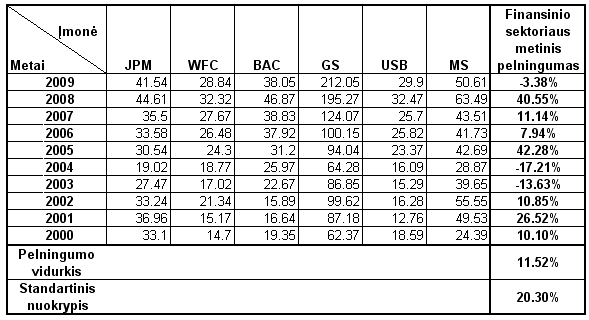 Įmonė
Metai JPM WFC BAC GS USB MS Finansinio sektoriaus metinis pelningumas
2009 41.54 28.84 38.05 212.05 29.9 50.61 -3.38%
2008 44.61 32.32 46.87 195.27 32.47 63.49 40.55%
2007 35.5 27.67 38.83 124.07 25.7 43.51 11.14%
2006 33.58 26.48 37.92 100.15 25.82 41.73 7.94%
2005 30.54 24.3 31.2 94.04 23.37 42.69 42.28%
2004 19.02 18.77 25.97 64.28 16.09 28.87 -17.21%
2003 27.47 17.02 22.67 86.85 15.29 39.65 -13.63%
2002 33.24 21.34 15.89 99.62 16.28 55.55 10.85%
2001 36.96 15.17 16.64 87.18 12.76 49.53 26.52%
2000 33.1 14.7 19.35 62.37 18.59 24.39 10.10%
Pelningumo
vidurkis 11.52%
Standartinis
nuokrypis 20.30%